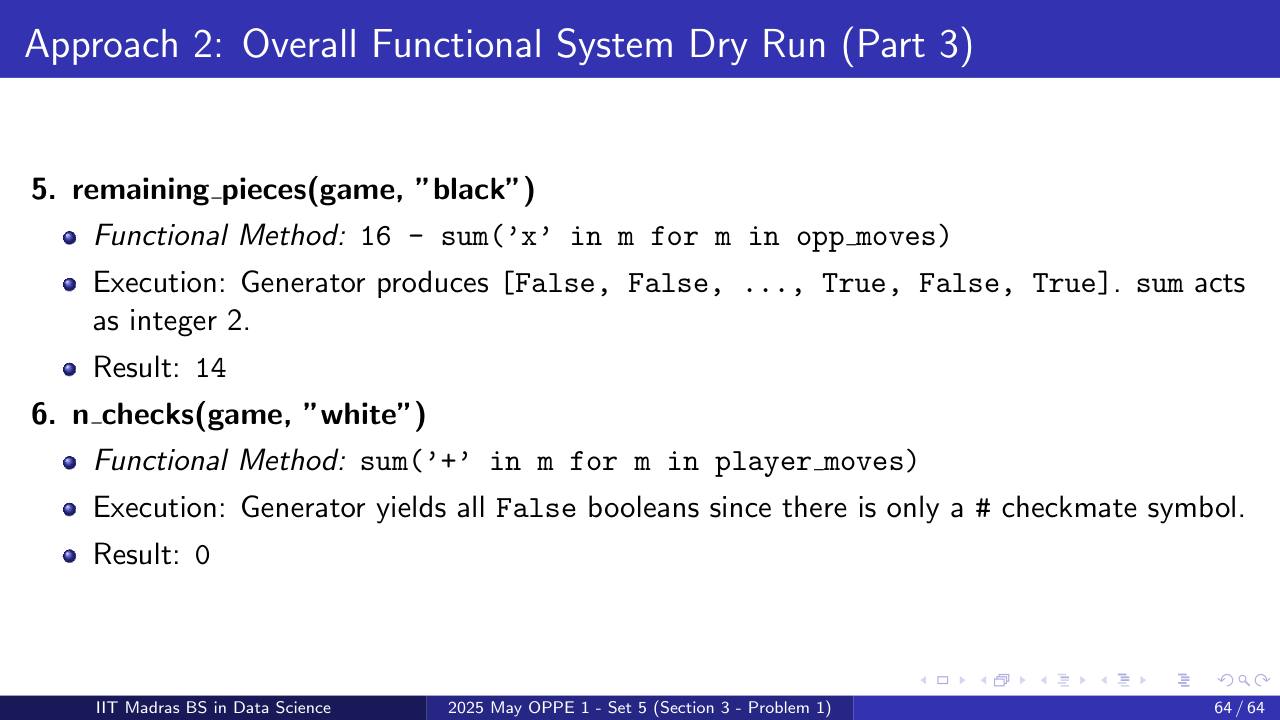 Approach 2: Overall Functional System Dry Run (Part 3)
5. remaining_pieces(game, ”black”)
Functional Method: 16 - sum(’x’ in m for m in opp_moves)
Execution: Generator produces [False, False, ..., True, False, True]. sum acts
as integer 2.
Result: 14
6. n_checks(game, ”white”)
Functional Method: sum(’+’ in m for m in player_moves)
Execution: Generator yields all False booleans since there is only a # checkmate symbol.
Result: 0
IIT Madras BS in Data Science
2025 May OPPE 1 - Set 5 (Section 3 - Problem 1)
64 / 64